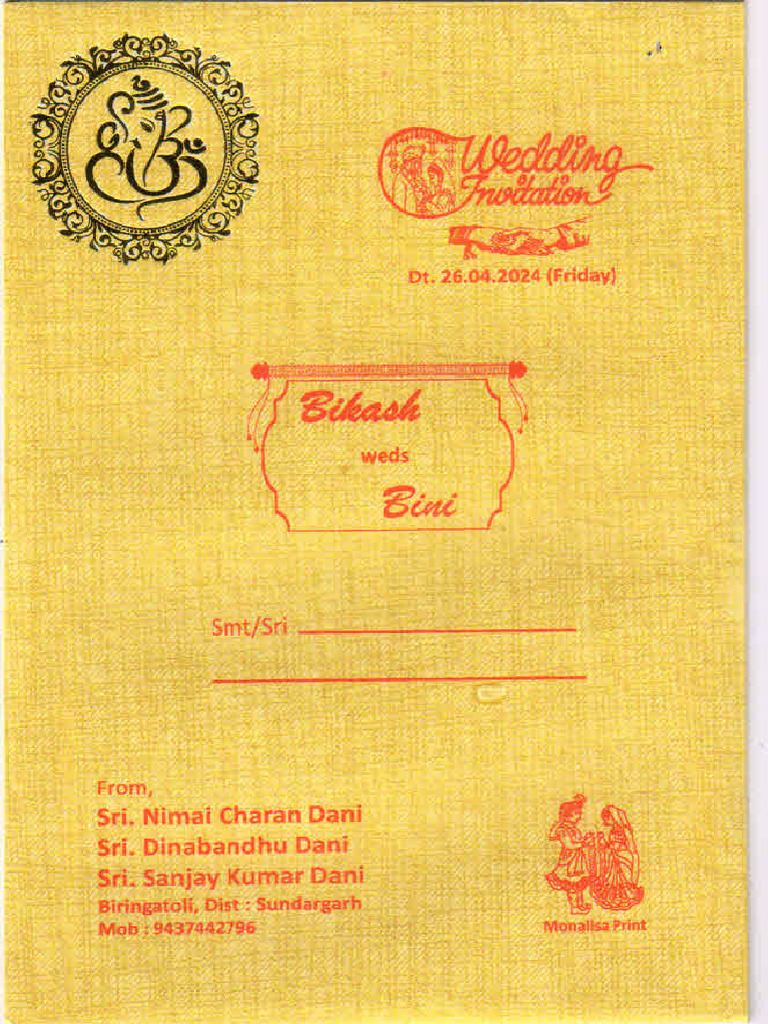 Wedding
Invitation
Dt. 26.04.2024 (Friday)
Bikash
weds
Bini
Smt/Sri
From,
Sri. Nimai Charan Dani
Sri. Dinabandhu Dani
Sri. Sanjay Kumar Dani
Biringatoli, Dist : Sundargarh
Mob : 9437442796
Monalisa Print